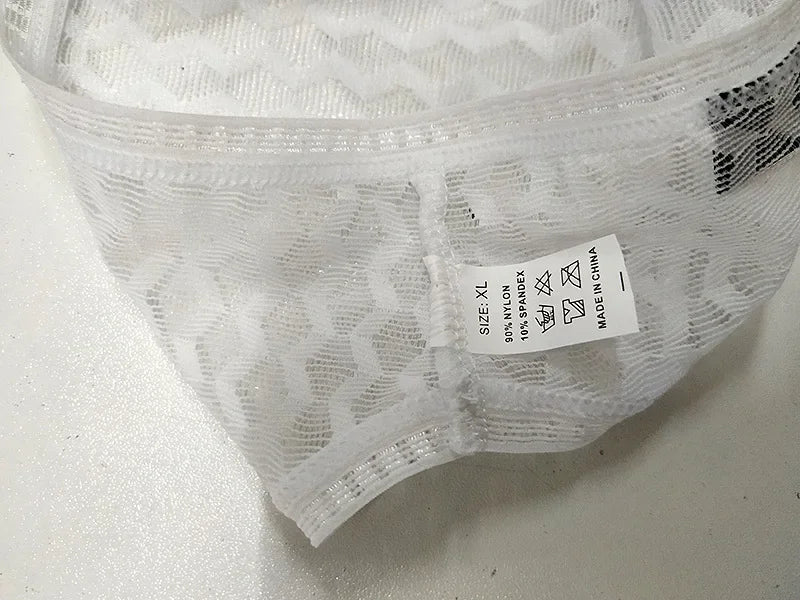 SIZE: XL
90% NYLON
10% SPANDEX
MADE IN CHINA